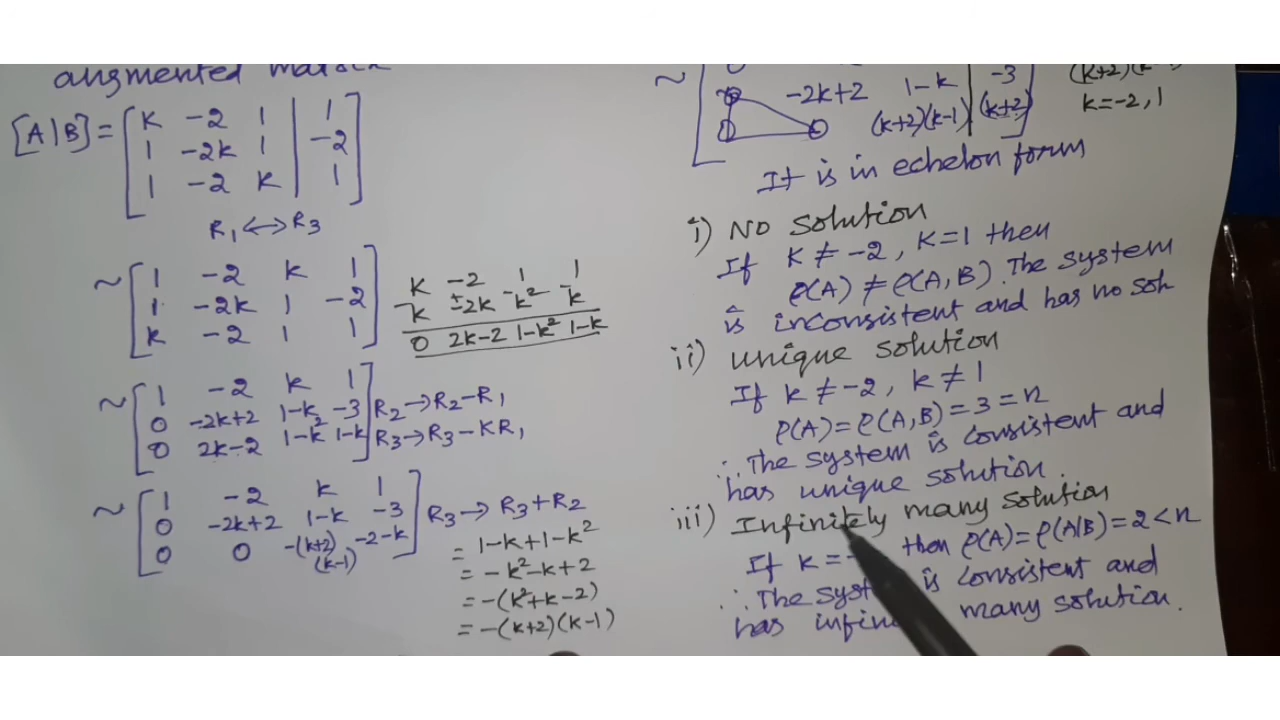 augmented matrix
[A|B] = [ K -2 1 | 1
1 -2K 1 | -2
1 -2 K | 1 ]
R₁ ↔ R₃
~ [ 1 -2 K 1
1 -2K 1 -2
K -2 1 1 ]
K -2 1 1
-K ±2K -K² -K
0 2K-2 1-K² 1-K
~ [ 1 -2 K 1
0 -2K+2 1-K -3
0 2K-2 1-K² 1-K ]
R₂ → R₂-R₁
R₃ → R₃-KR₁
~ [ 1 -2 K 1
0 -2K+2 1-K -3
0 0 -(K+2)(K-1) -2-K ]
R₃ → R₃+R₂
= 1-K+1-K²
= -K²-K+2
= -(K²+K-2)
= -(K+2)(K-1)
~ [
-2K+2 1-K | -3
(K+2)(K-1) | (K+2) ]
K=-2, 1
It is in echelon form
i) No solution
If K ≠ -2, K=1 then
ρ(A) ≠ ρ(A,B). The system
is inconsistent and has no soln
ii) unique solution
If K ≠ -2, K ≠ 1
ρ(A) = ρ(A,B) = 3 = n
∴ The system is consistent and
has unique solution.
iii) Infinitely many solution
If K = then ρ(A) = ρ(A|B) = 2 < n
∴ The syst is consistent and
has infin many solution.